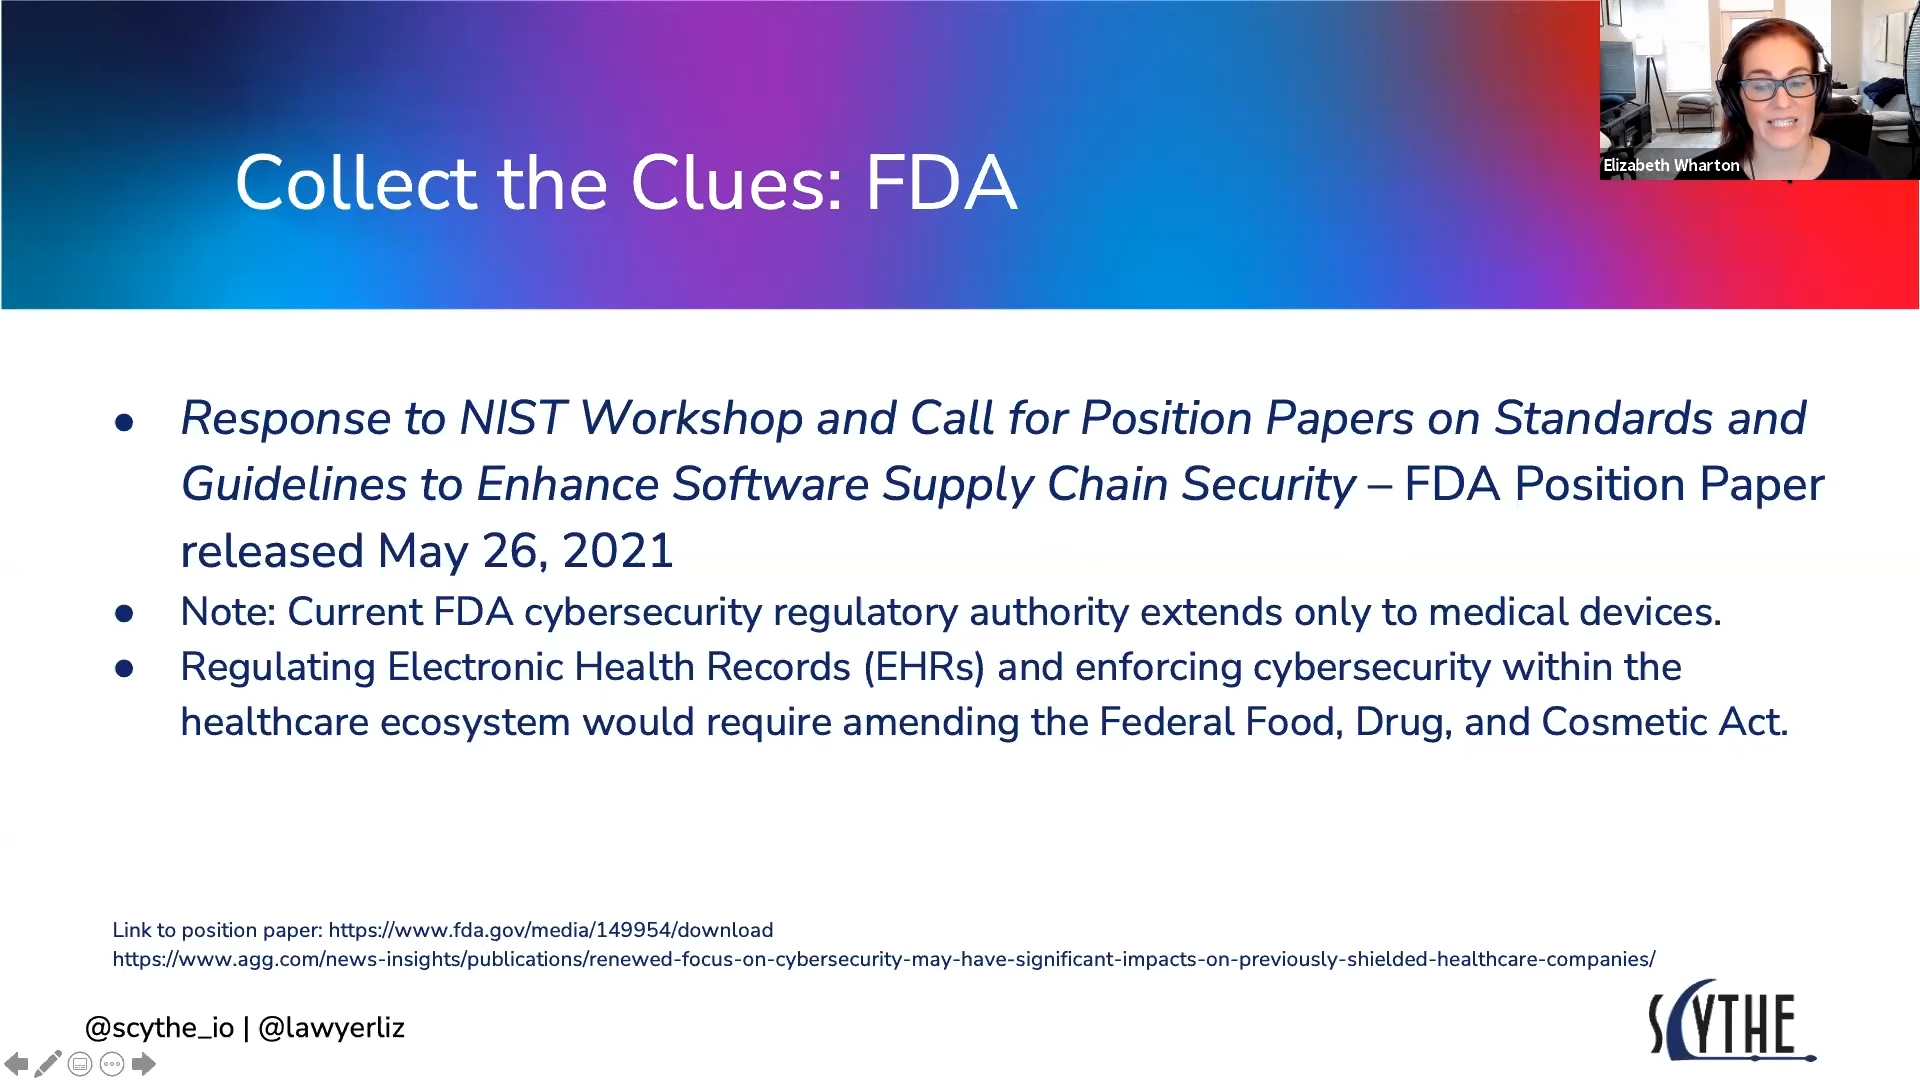 Collect the Clues: FDA
Elizabeth Wharton
● Response to NIST Workshop and Call for Position Papers on Standards and
Guidelines to Enhance Software Supply Chain Security – FDA Position Paper
released May 26, 2021
● Note: Current FDA cybersecurity regulatory authority extends only to medical devices.
● Regulating Electronic Health Records (EHRs) and enforcing cybersecurity within the
healthcare ecosystem would require amending the Federal Food, Drug, and Cosmetic Act.
Link to position paper: https://www.fda.gov/media/149954/download
https://www.agg.com/news-insights/publications/renewed-focus-on-cybersecurity-may-have-significant-impacts-on-previously-shielded-healthcare-companies/
@scythe_io | @lawyerliz
SCYTHE